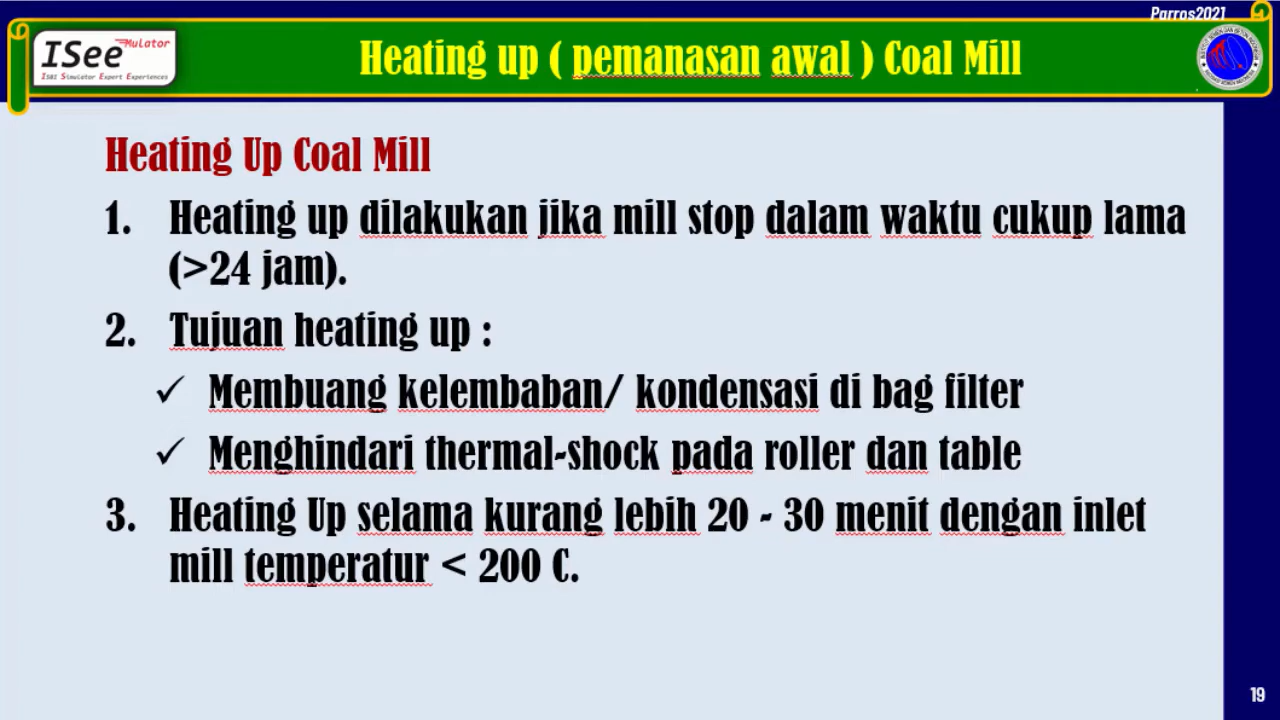 Parros2021
ISee Mulator
ISBI Simulator Expert Experiences
Heating up ( pemanasan awal ) Coal Mill
Heating Up Coal Mill
1. Heating up dilakukan jika mill stop dalam waktu cukup lama
(>24 jam).
2. Tujuan heating up :
✓ Membuang kelembaban/ kondensasi di bag filter
✓ Menghindari thermal-shock pada roller dan table
3. Heating Up selama kurang lebih 20 - 30 menit dengan inlet
mill temperatur < 200 C.
19